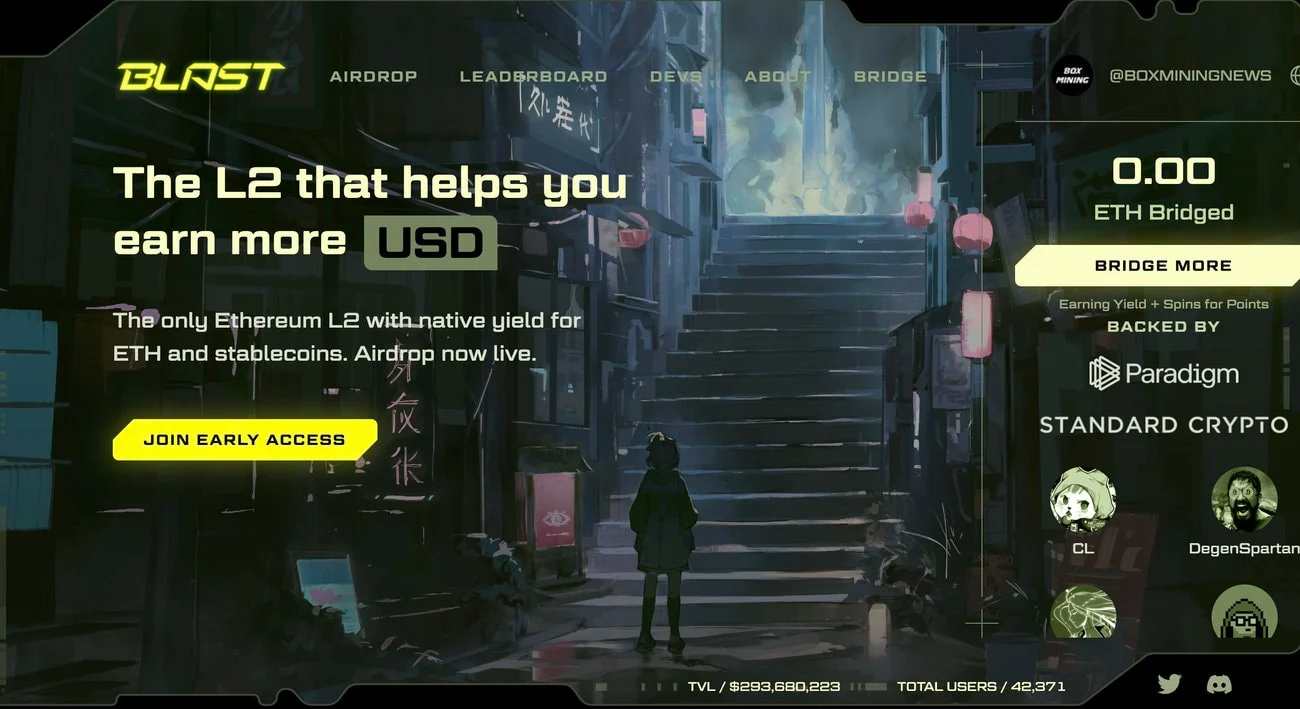 BLAST
AIRDROP
LEADERBOARD
DEVS
ABOUT
BRIDGE
BOX
MINING
@BOXMININGNEWS
The L2 that helps you
earn more USD
The only Ethereum L2 with native yield for
ETH and stablecoins. Airdrop now live.
JOIN EARLY ACCESS
0.00
ETH Bridged
BRIDGE MORE
Earning Yield + Spins for Points
BACKED BY
Paradigm
STANDARD CRYPTO
CL
DegenSpartan
TVL / $293,680,223
TOTAL USERS / 42,371